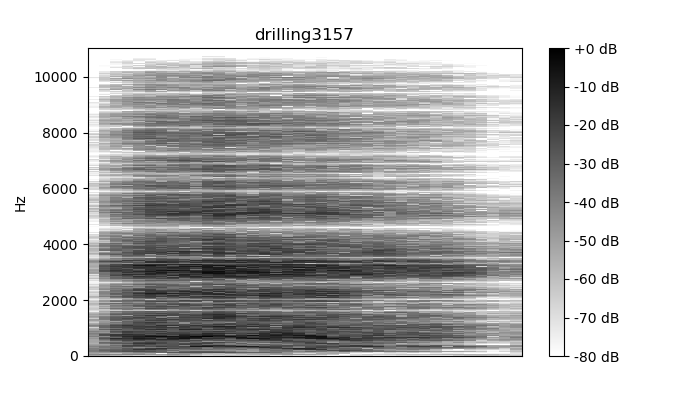 drilling3157
Hz
10000
8000
6000
4000
2000
0
+0 dB
-10 dB
-20 dB
-30 dB
-40 dB
-50 dB
-60 dB
-70 dB
-80 dB